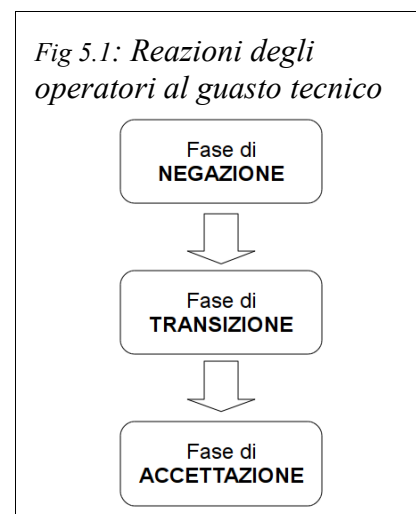 Fig 5.1: Reazioni degli
operatori al guasto tecnico
Fase di
NEGAZIONE
Fase di
TRANSIZIONE
Fase di
ACCETTAZIONE